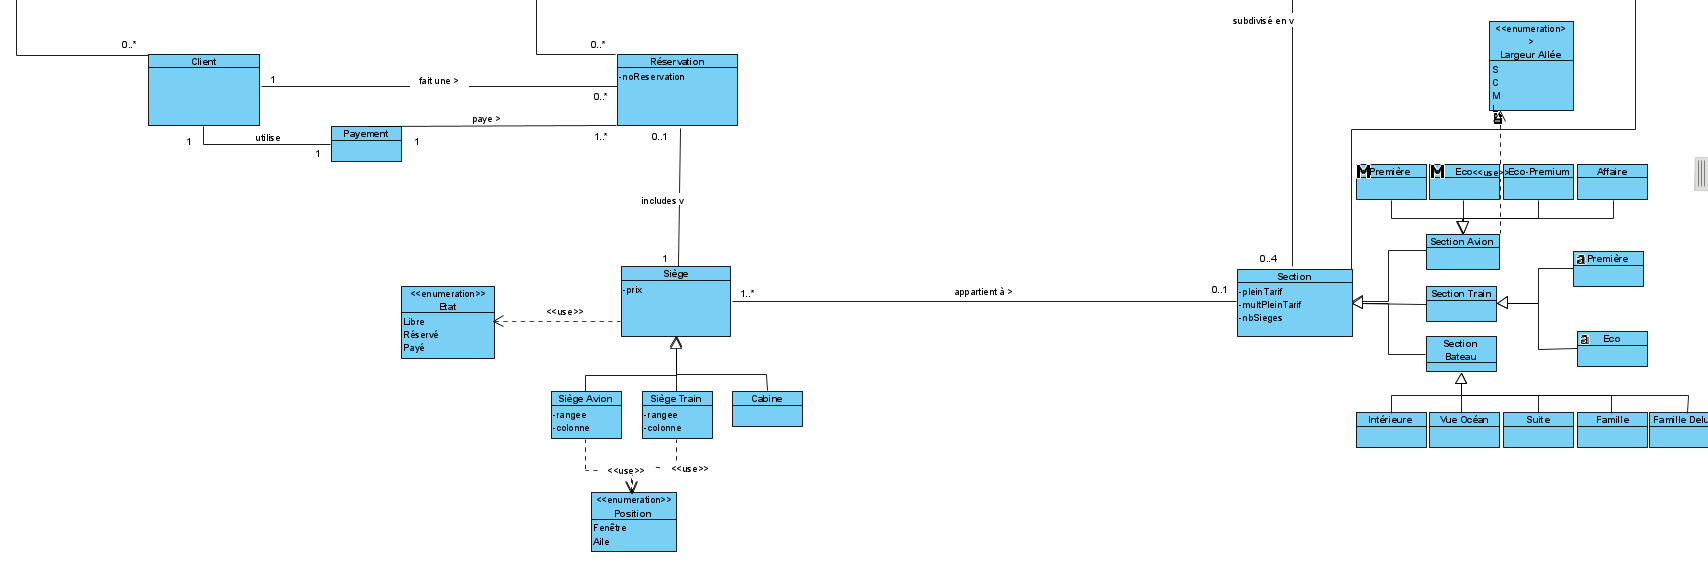 subdivisé en v
<<enumeration>
>
Largeur Allée
S
C
M
L
0..*
0..*
Client
Réservation
-noReservation
1
fait une >
0..*
paye >
Payement
1
utilise
1
1
1..*
0..1
includes v
1
Siège
-prix
1..*
appartient à >
0..1
0..4
Section
-pleinTarif
-multPleinTarif
-nbSieges
<<enumeration>>
Etat
Libre
Réservé
Payé
<<use>>
Siège Avion
-rangee
-colonne
Siège Train
-rangee
-colonne
Cabine
<<use>>
<<use>>
<<enumeration>>
Position
Fenêtre
Aile
M Première
M Eco
<<use>>
Eco-Premium
Affaire
Section Avion
Section Train
Section
Bateau
a Première
a Eco
Intérieure
Vue Océan
Suite
Famille
Famille Delu